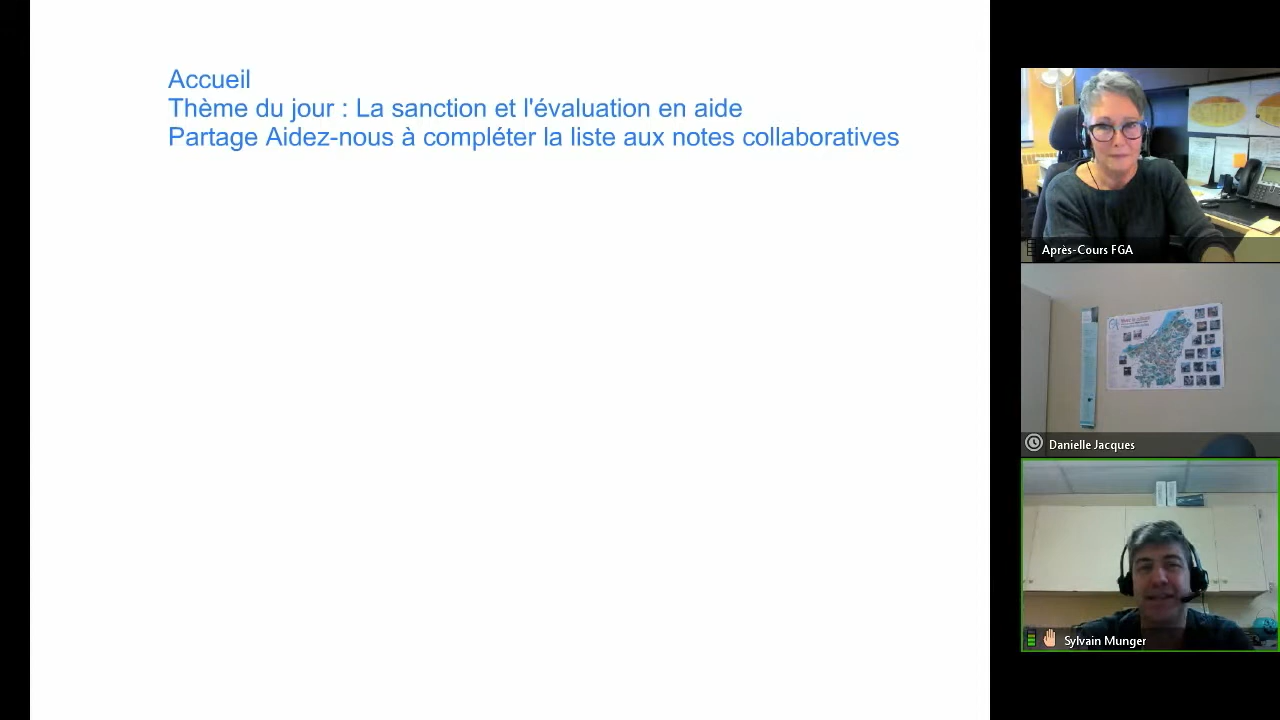 Accueil
Thème du jour : La sanction et l'évaluation en aide
Partage Aidez-nous à compléter la liste aux notes collaboratives
Après-Cours FGA
Danielle Jacques
Sylvain Munger